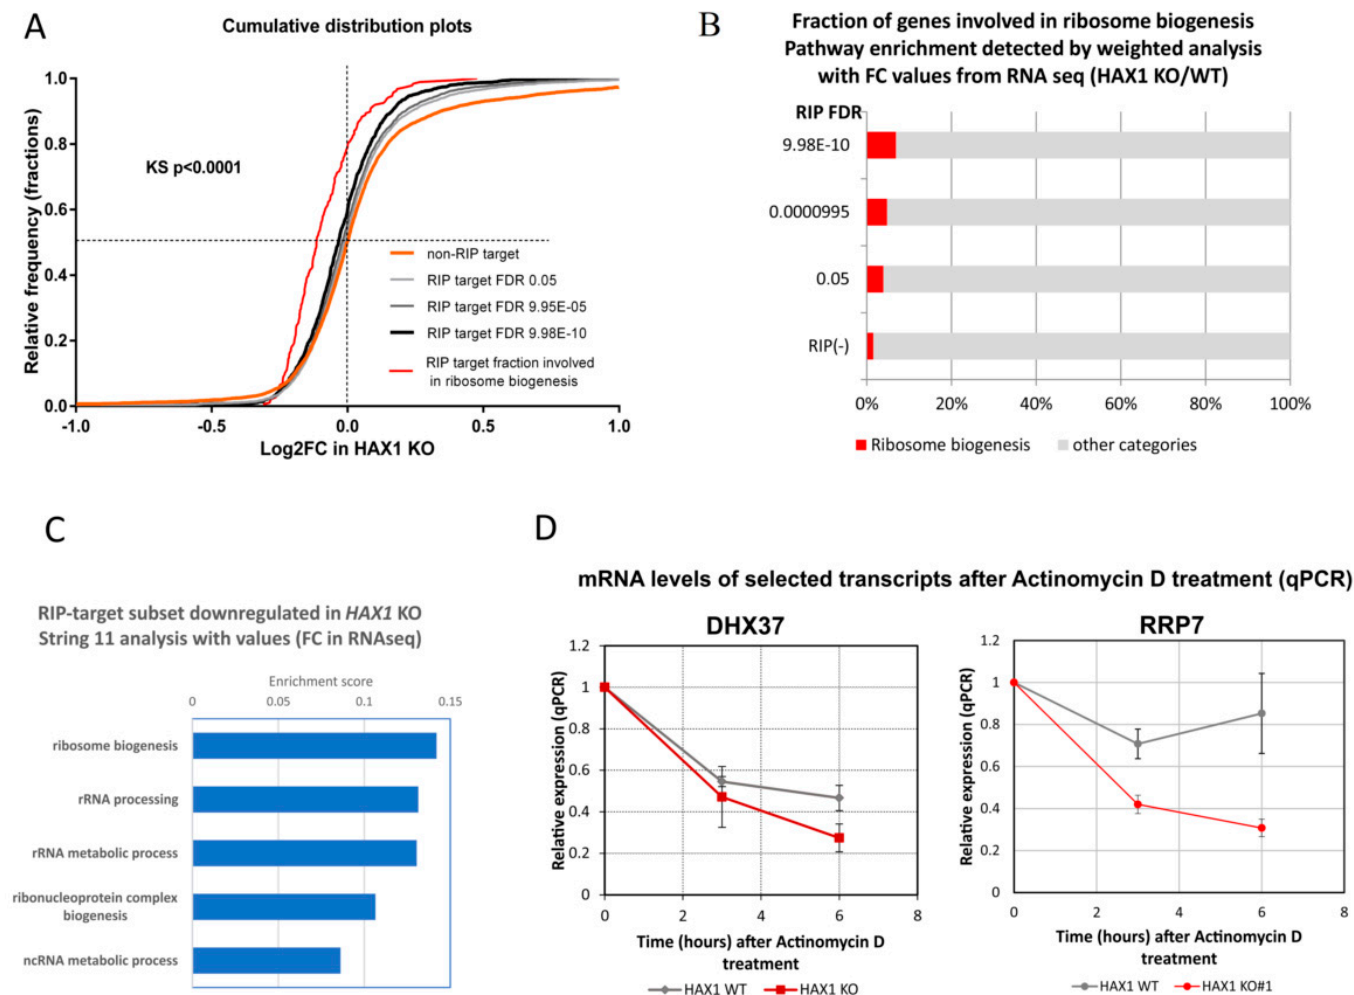 A
Cumulative distribution plots
Relative frequency (fractions)
1.0
0.8
0.6
0.4
0.2
0.0
KS p<0.0001
non-RIP target
RIP target FDR 0.05
RIP target FDR 9.95E-05
RIP target FDR 9.98E-10
RIP target fraction involved
in ribosome biogenesis
-1.0 -0.5 0.0 0.5 1.0
Log2FC in HAX1 KO
B
Fraction of genes involved in ribosome biogenesis
Pathway enrichment detected by weighted analysis
with FC values from RNA seq (HAX1 KO/WT)
RIP FDR
9.98E-10
0.0000995
0.05
RIP(-)
0% 20% 40% 60% 80% 100%
Ribosome biogenesis other categories
C
RIP-target subset downregulated in HAX1 KO
String 11 analysis with values (FC in RNAseq)
Enrichment score
0 0.05 0.1 0.15
ribosome biogenesis
rRNA processing
rRNA metabolic process
ribonucleoprotein complex
biogenesis
ncRNA metabolic process
D
mRNA levels of selected transcripts after Actinomycin D treatment (qPCR)
DHX37
Relative expression (qPCR)
1.2
1
0.8
0.6
0.4
0.2
0
0 2 4 6 8
Time (hours) after Actinomycin D
treatment
HAX1 WT HAX1 KO
RRP7
Relative expression (qPCR)
1.2
1
0.8
0.6
0.4
0.2
0
0 2 4 6 8
Time (hours) after Actinomycin D
treatment
HAX1 WT HAX1 KO#1